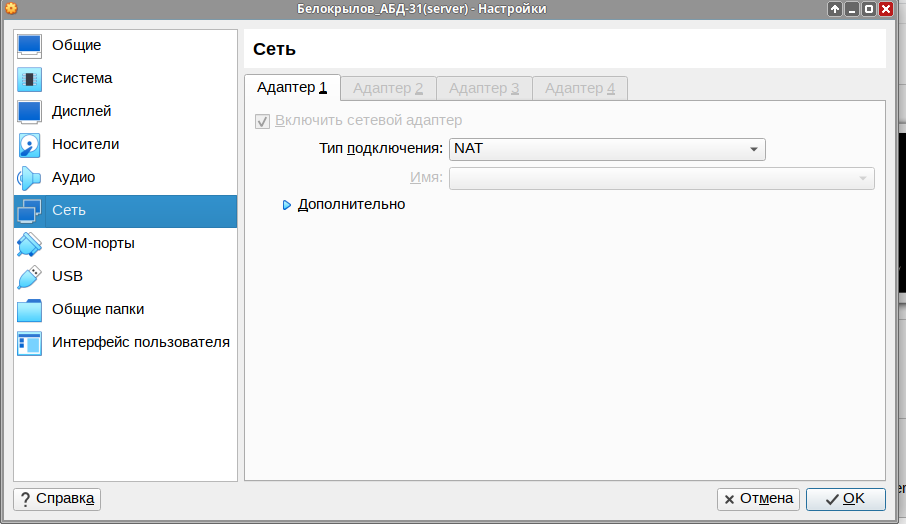 Белокрылов_АБД-31(server) - Настройки
Общие
Система
Дисплей
Носители
Аудио
Сеть
COM-порты
USB
Общие папки
Интерфейс пользователя
Сеть
Адаптер 1 Адаптер 2 Адаптер 3 Адаптер 4
Включить сетевой адаптер
Тип подключения: NAT
Имя:
Дополнительно
Справка Отмена OK